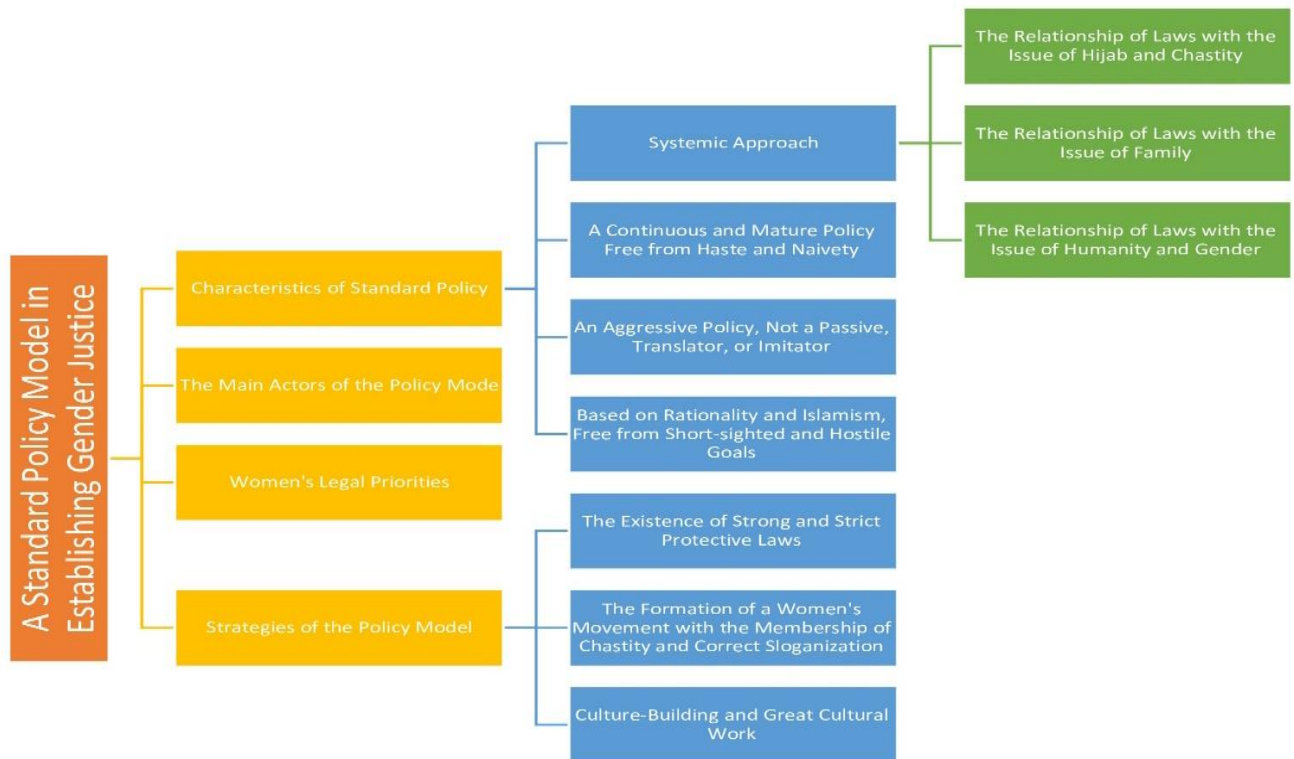 A Standard Policy Model in
Establishing Gender Justice
Characteristics of Standard Policy
The Main Actors of the Policy Mode
Women's Legal Priorities
Strategies of the Policy Model
Systemic Approach
A Continuous and Mature Policy
Free from Haste and Naivety
An Aggressive Policy, Not a Passive,
Translator, or Imitator
Based on Rationality and Islamism,
Free from Short-sighted and Hostile
Goals
The Existence of Strong and Strict
Protective Laws
The Formation of a Women's
Movement with the Membership of
Chastity and Correct Sloganization
Culture-Building and Great Cultural
Work
The Relationship of Laws with the
Issue of Hijab and Chastity
The Relationship of Laws with the
Issue of Family
The Relationship of Laws with the
Issue of Humanity and Gender